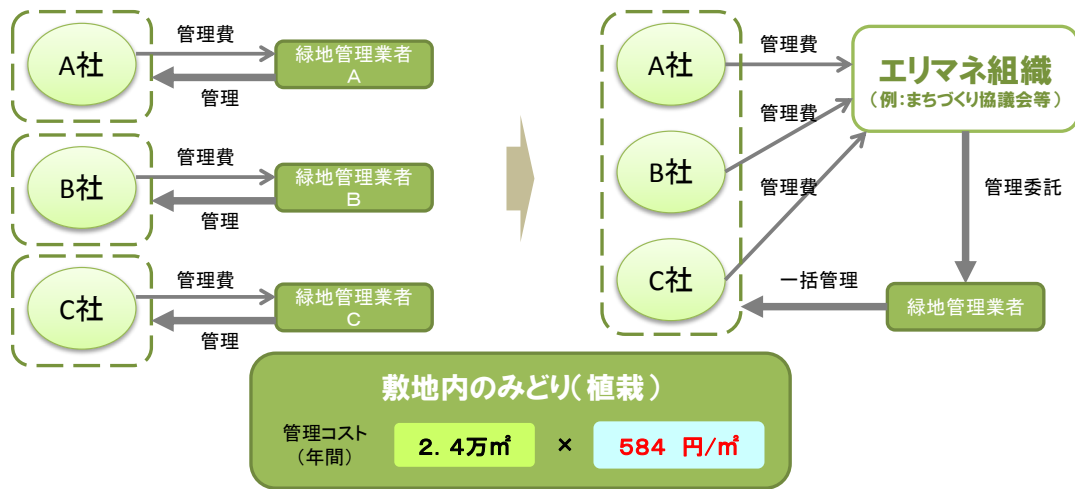 A社
管理費
管理
緑地管理業者
A
B社
管理費
管理
緑地管理業者
B
C社
管理費
管理
緑地管理業者
C
A社
B社
C社
管理費
管理費
管理費
エリマネ組織
(例:まちづくり協議会等)
管理委託
一括管理
緑地管理業者
敷地内のみどり(植栽)
管理コスト
(年間)
2.4万㎡ × 584 円/㎡